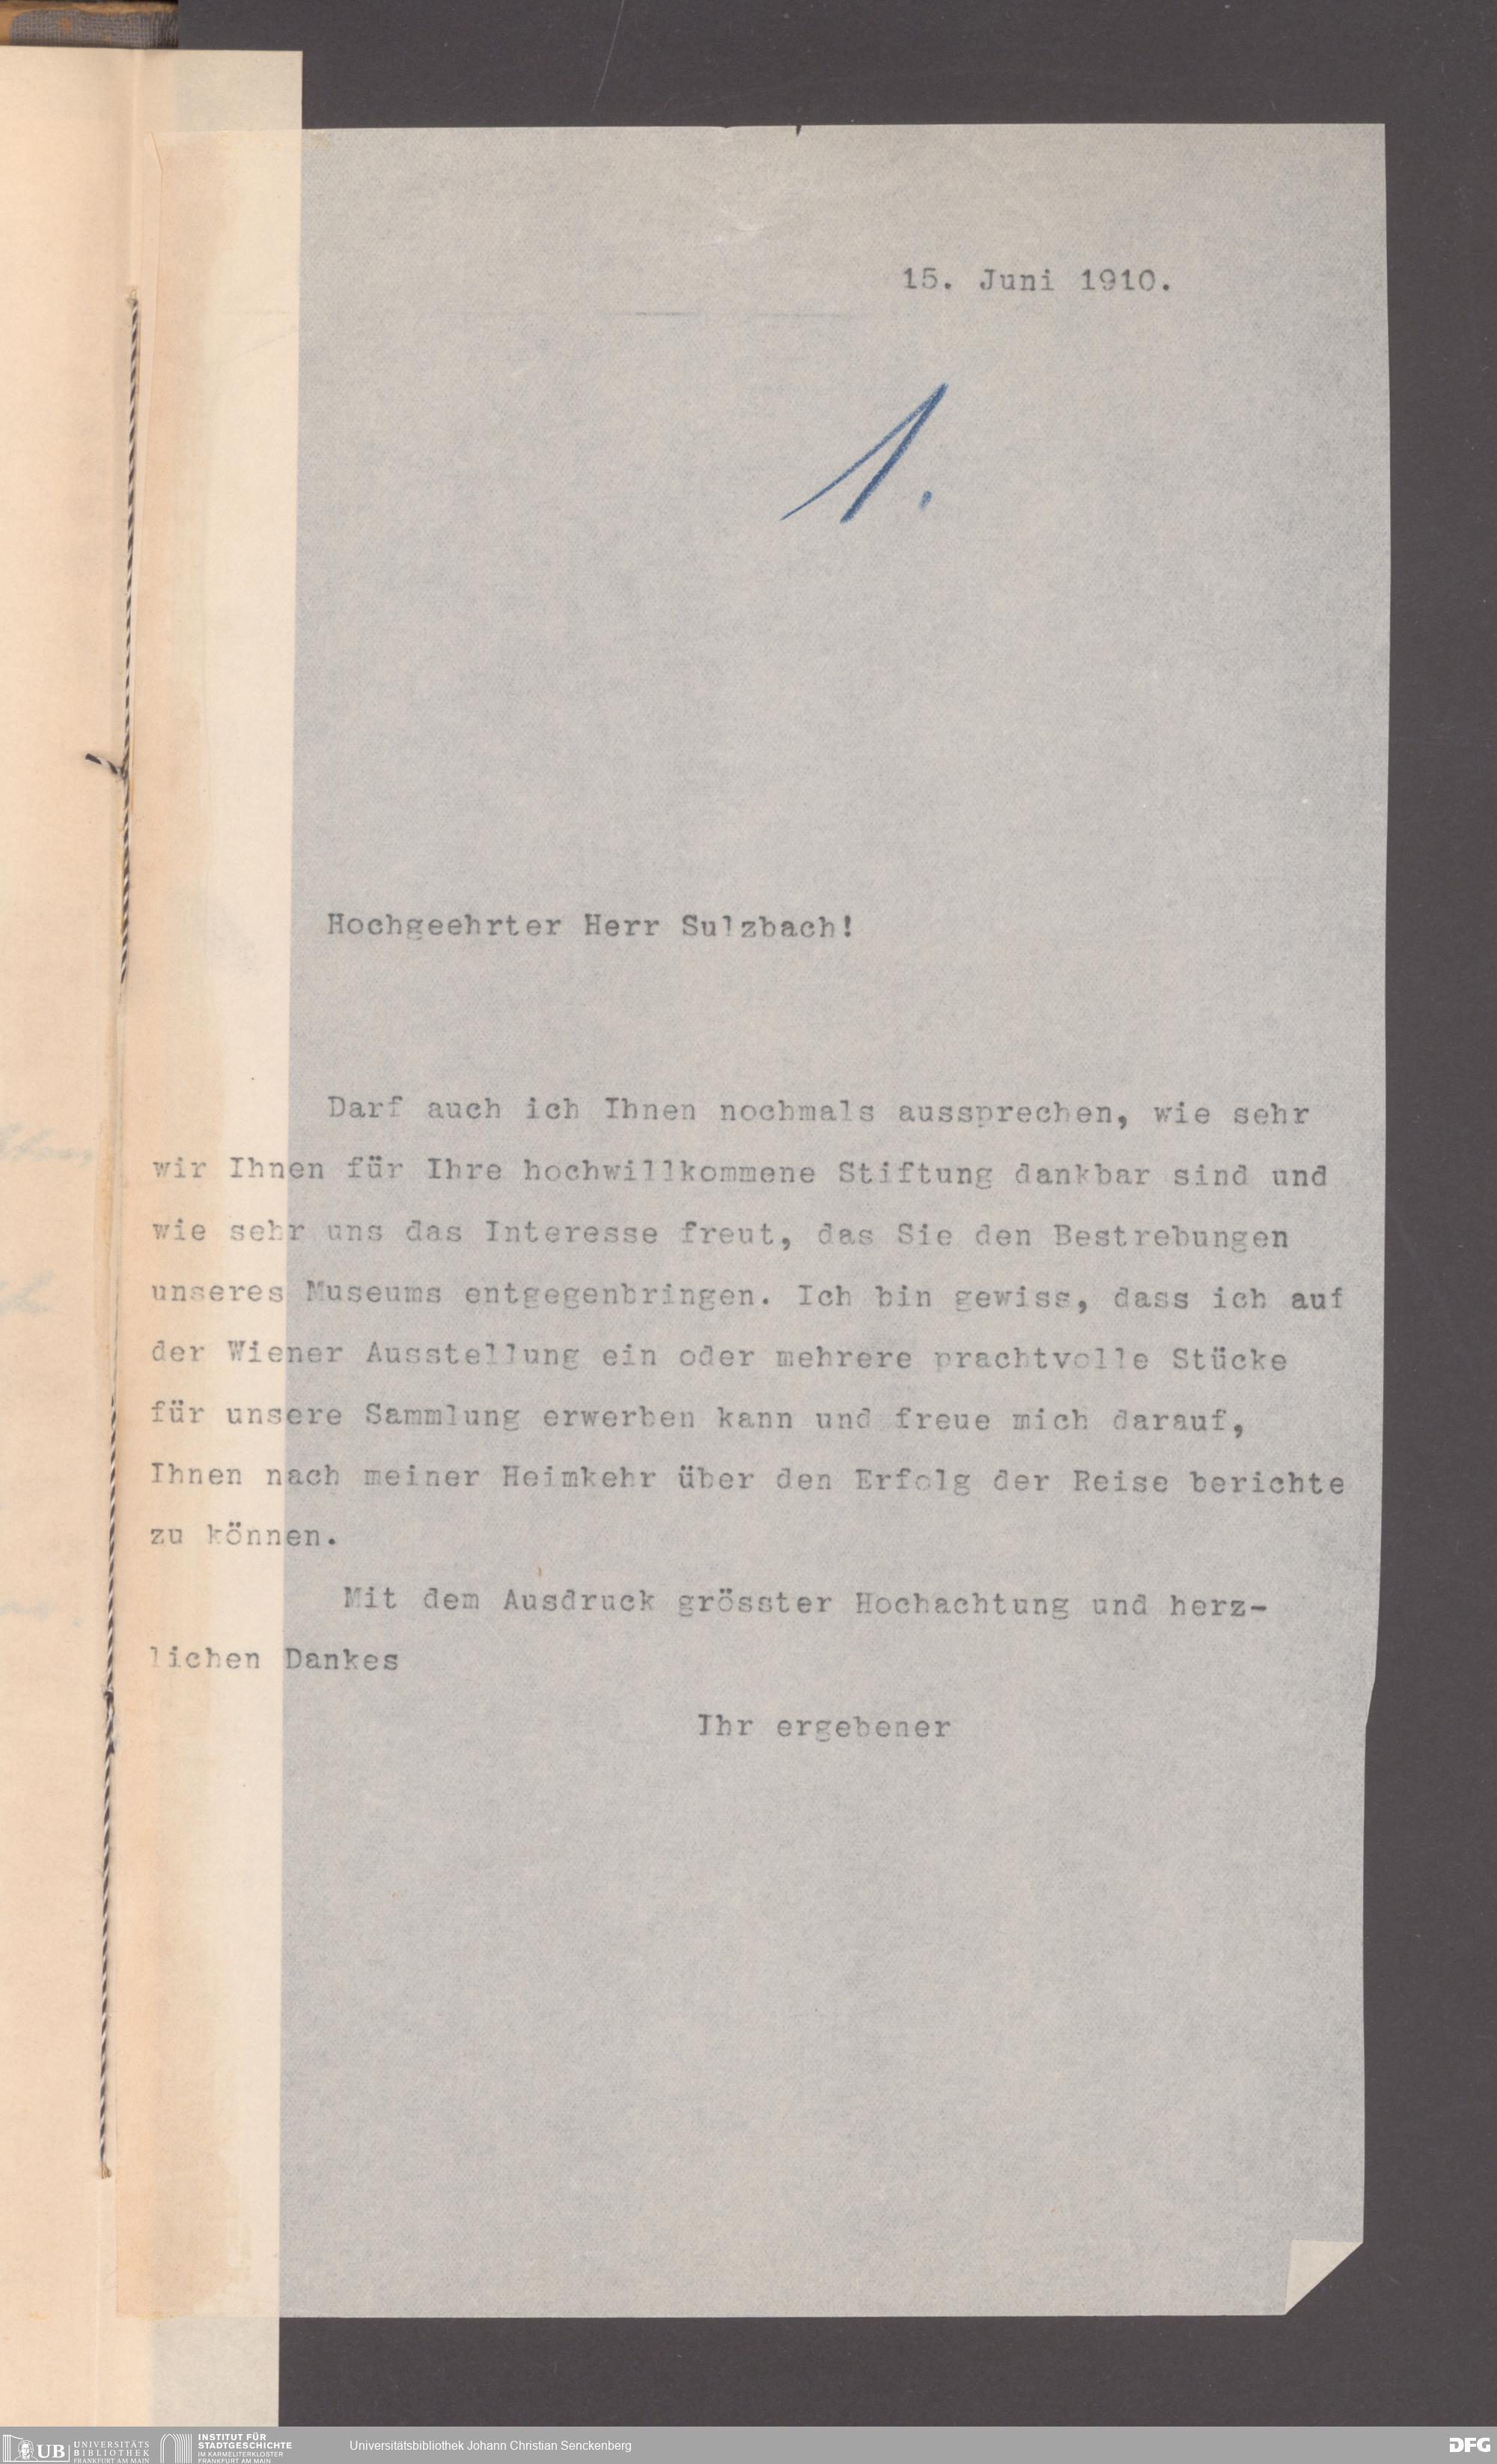 15. Juni 1910.
1.
Hochgeehrter Herr Sulzbach!
Darf auch ich Ihnen nochmals aussprechen, wie sehr
wir Ihnen für Ihre hochwillkommene Stiftung dankbar sind und
wie sehr uns das Interesse freut, das Sie den Bestrebungen
unseres Museums entgegenbringen. Ich bin gewiss, dass ich auf
der Wiener Ausstellung ein oder mehrere prachtvolle Stücke
für unsere Sammlung erwerben kann und freue mich darauf,
Ihnen nach meiner Heimkehr über den Erfolg der Reise berichte
zu können.
Mit dem Ausdruck grösster Hochachtung und herz-
lichen Dankes
Ihr ergebener
UB UNIVERSITÄTS
BIBLIOTHEK
FRANKFURT AM MAIN
INSTITUT FÜR
STADTGESCHICHTE
IM KARMELITERKLOSTER
FRANKFURT AM MAIN
Universitätsbibliothek Johann Christian Senckenberg
DFG